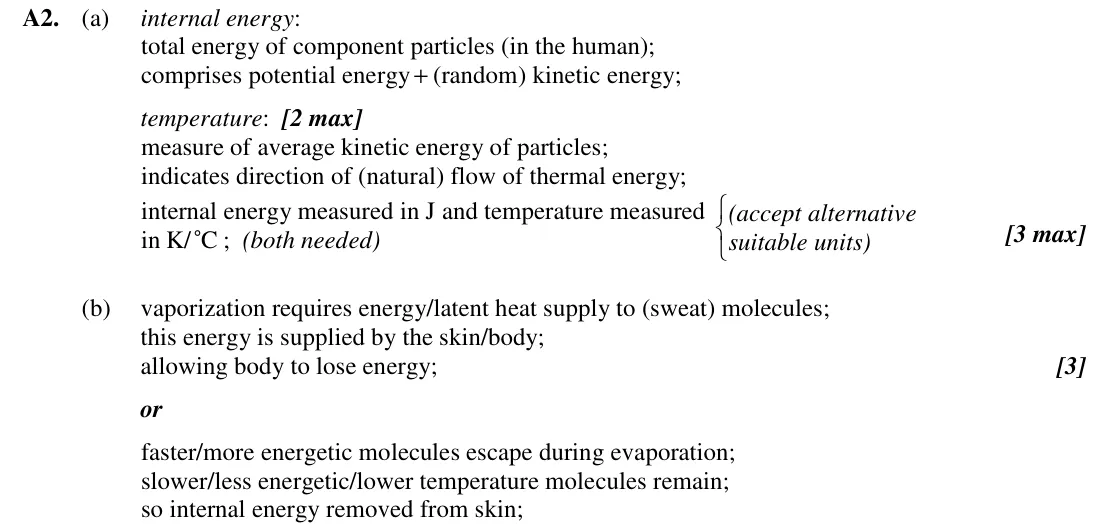 A2. (a) internal energy:
total energy of component particles (in the human);
comprises potential energy + (random) kinetic energy;
temperature: [2 max]
measure of average kinetic energy of particles;
indicates direction of (natural) flow of thermal energy;
internal energy measured in J and temperature measured
in K/°C ; (both needed)
(accept alternative
suitable units)
[3 max]
(b) vaporization requires energy/latent heat supply to (sweat) molecules;
this energy is supplied by the skin/body;
allowing body to lose energy; [3]
or
faster/more energetic molecules escape during evaporation;
slower/less energetic/lower temperature molecules remain;
so internal energy removed from skin;